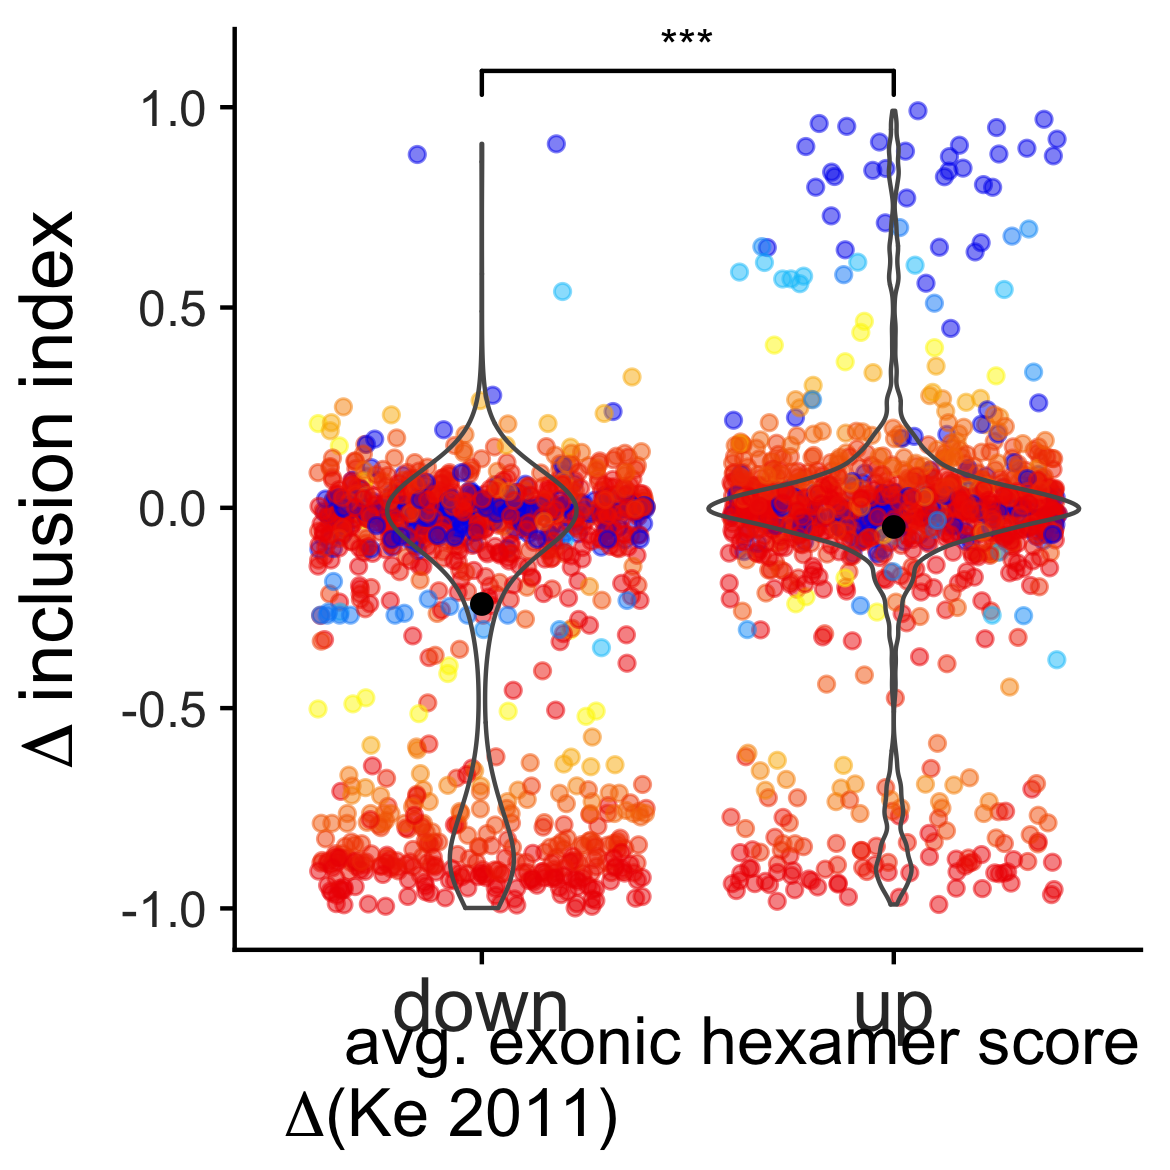 ***
1.0
0.5
0.0
-0.5
-1.0
Δ inclusion index
down up
avg. exonic hexamer score
Δ(Ke 2011)